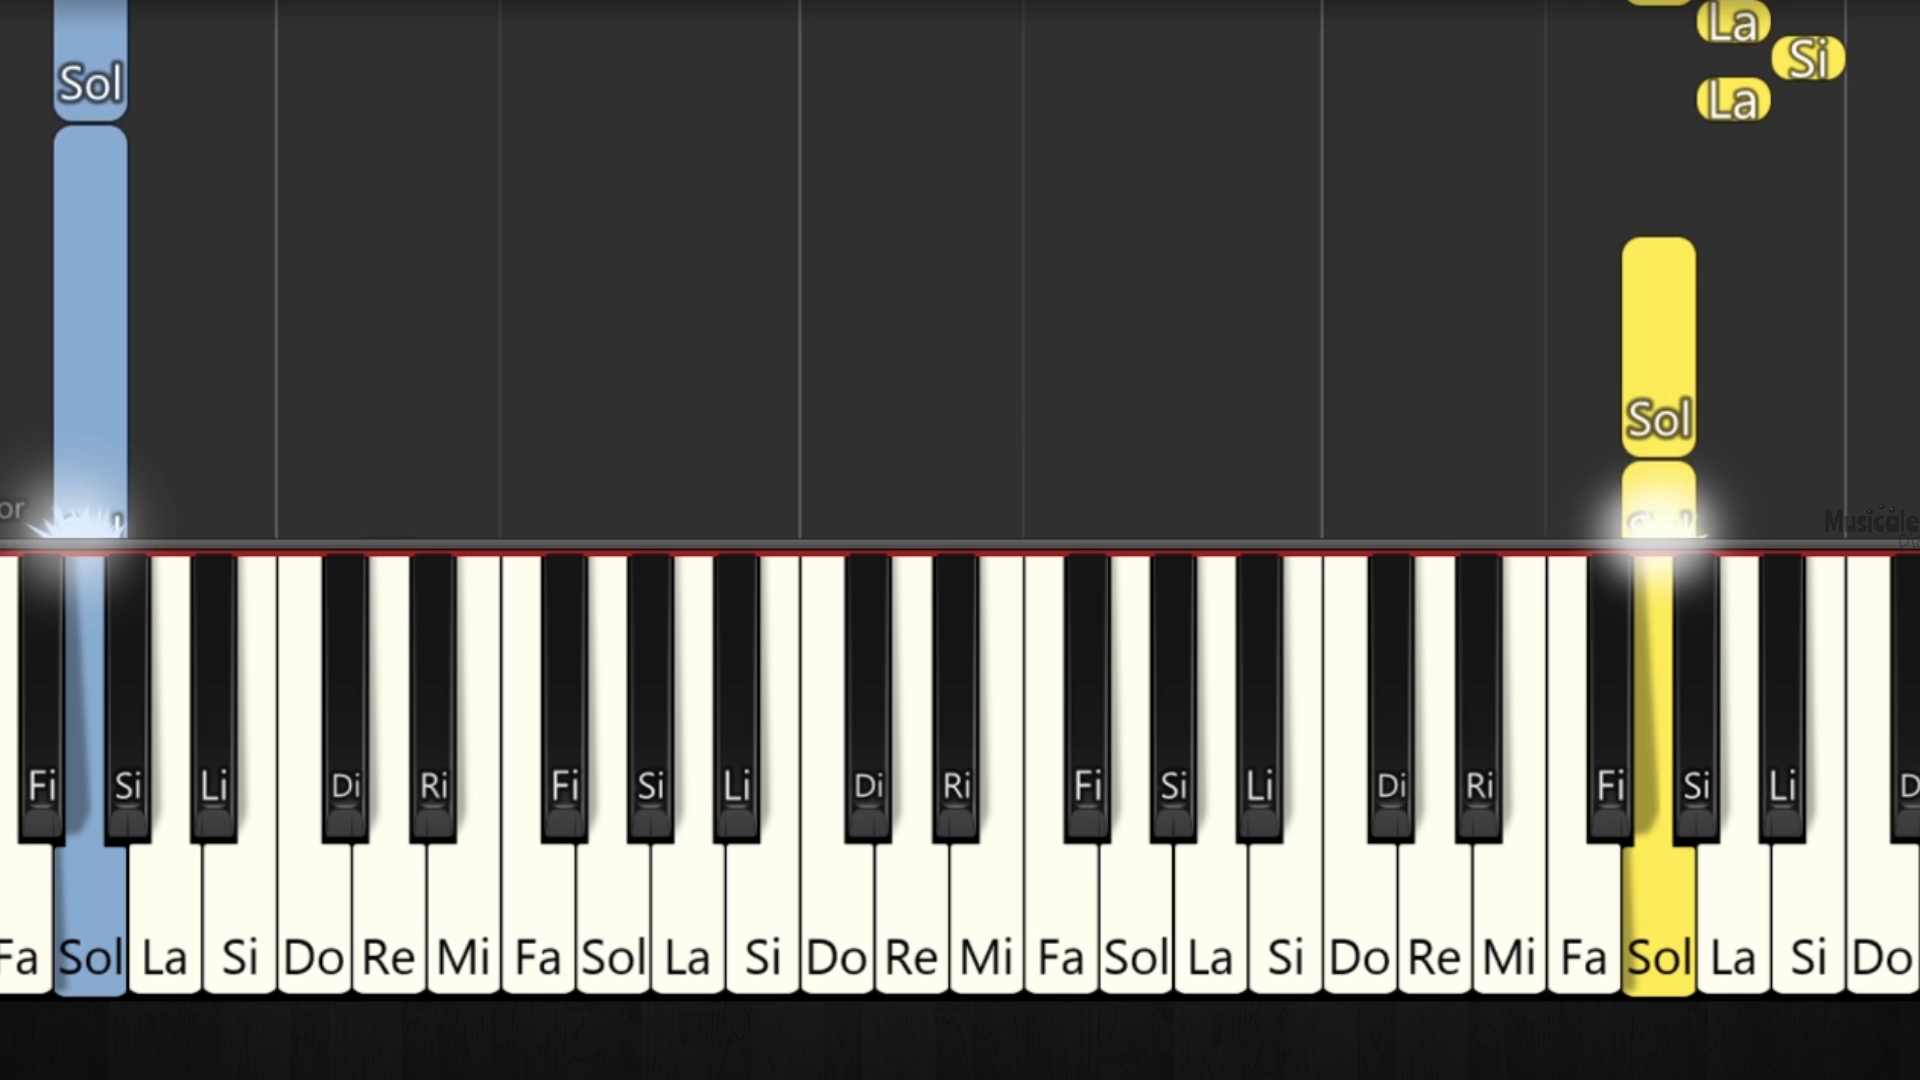 La
Si
Sol
La
Sol
or
Musicale
Fi Si Li Di Ri Fi Si Li Di Ri Fi Si Li Di Ri Fi Si Li D
Fa Sol La Si Do Re Mi Fa Sol La Si Do Re Mi Fa Sol La Si Do Re Mi Fa Sol La Si Do